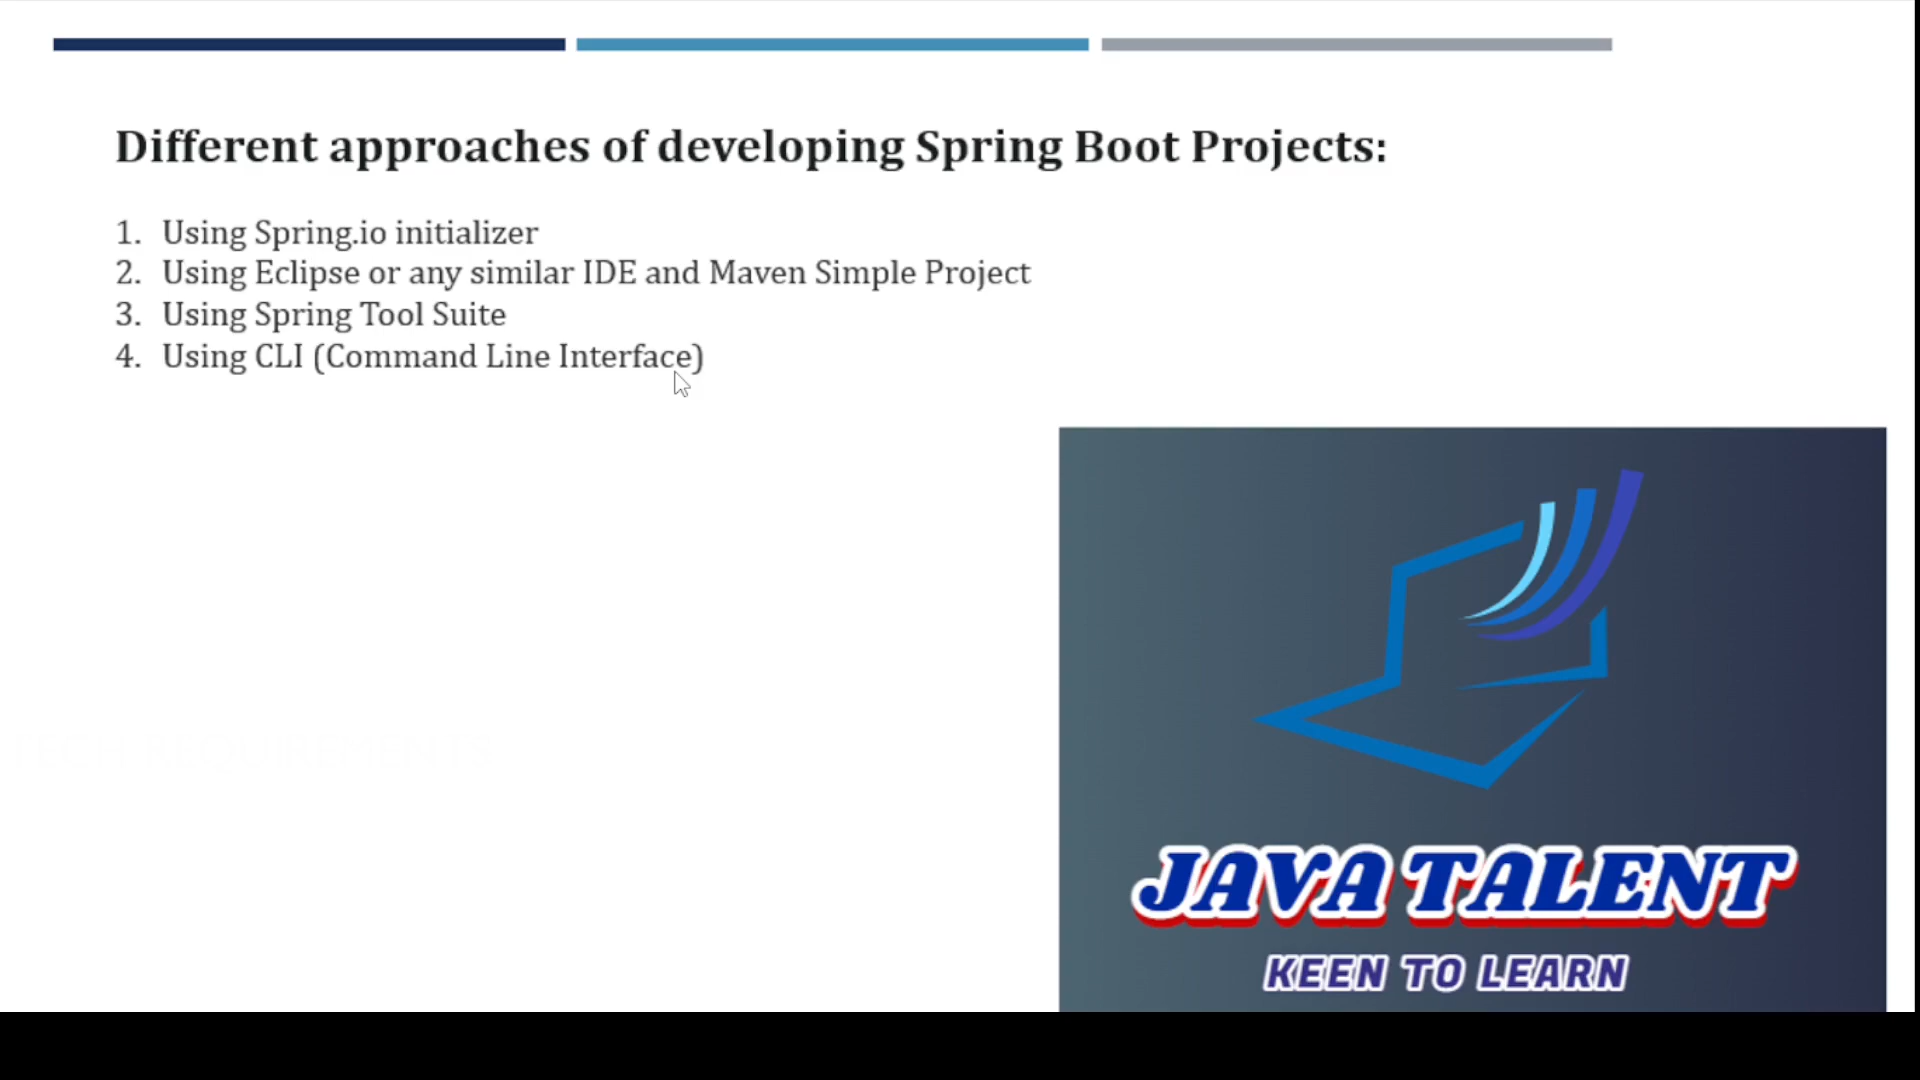 Different approaches of developing Spring Boot Projects:
1. Using Spring.io initializer
2. Using Eclipse or any similar IDE and Maven Simple Project
3. Using Spring Tool Suite
4. Using CLI (Command Line Interface)
TECH REQUIREMENTS
JAVA TALENT
KEEN TO LEARN